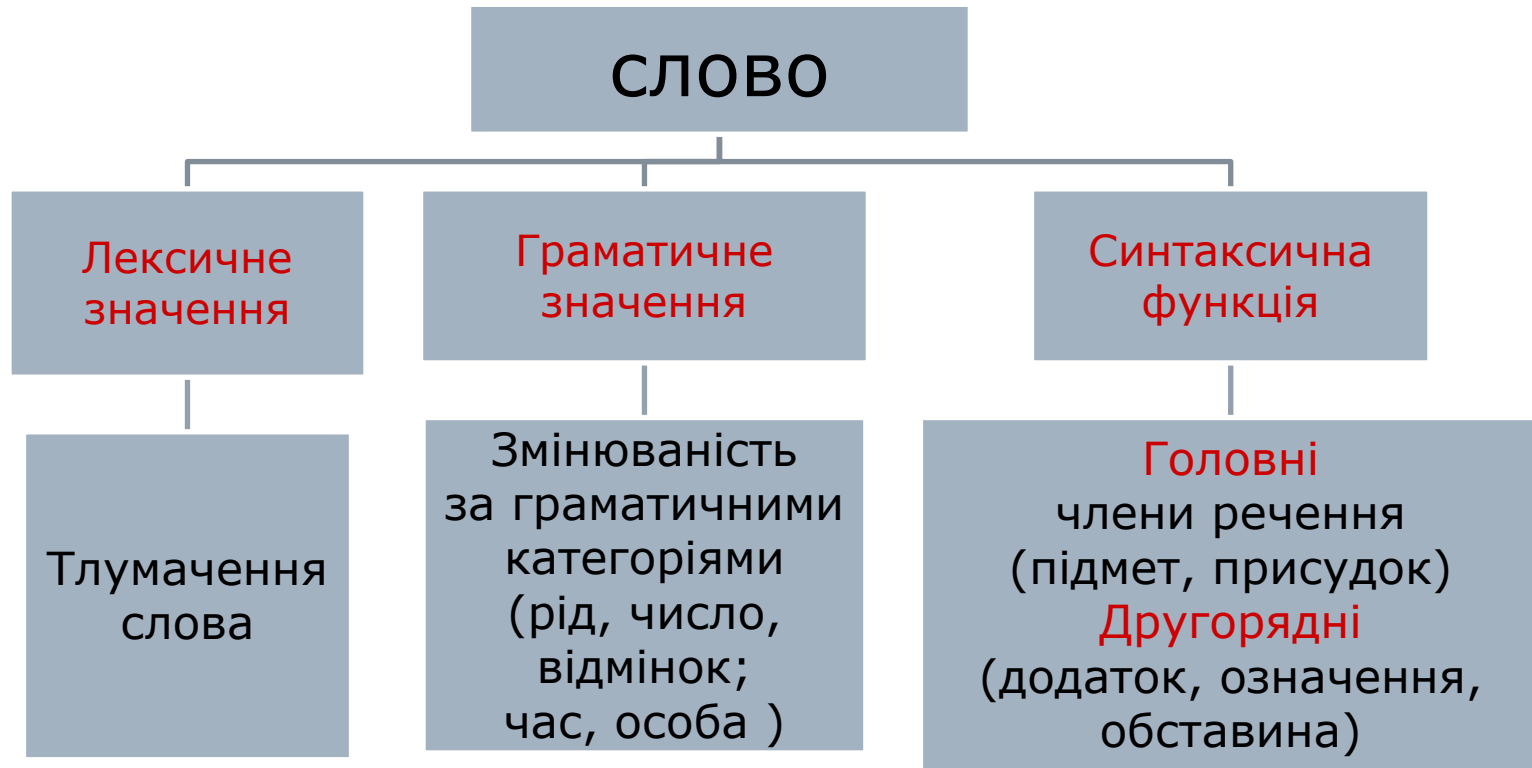 слово
Лексичне
значення
Граматичне
значення
Синтаксична
функція
Тлумачення
слова
Змінюваність
за граматичними
категоріями
(рід, число,
відмінок;
час, особа )
Головні
члени речення
(підмет, присудок)
Другорядні
(додаток, означення,
обставина)